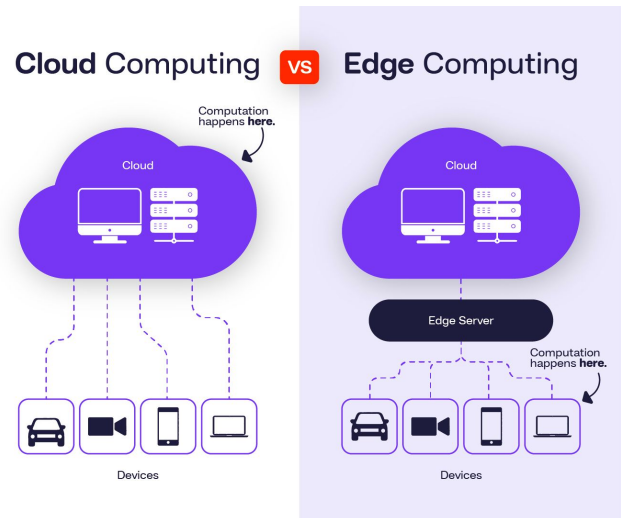 Cloud Computing
VS
Edge Computing
Computation
happens here.
Cloud
Devices
Cloud
Edge Server
Computation
happens here.
Devices